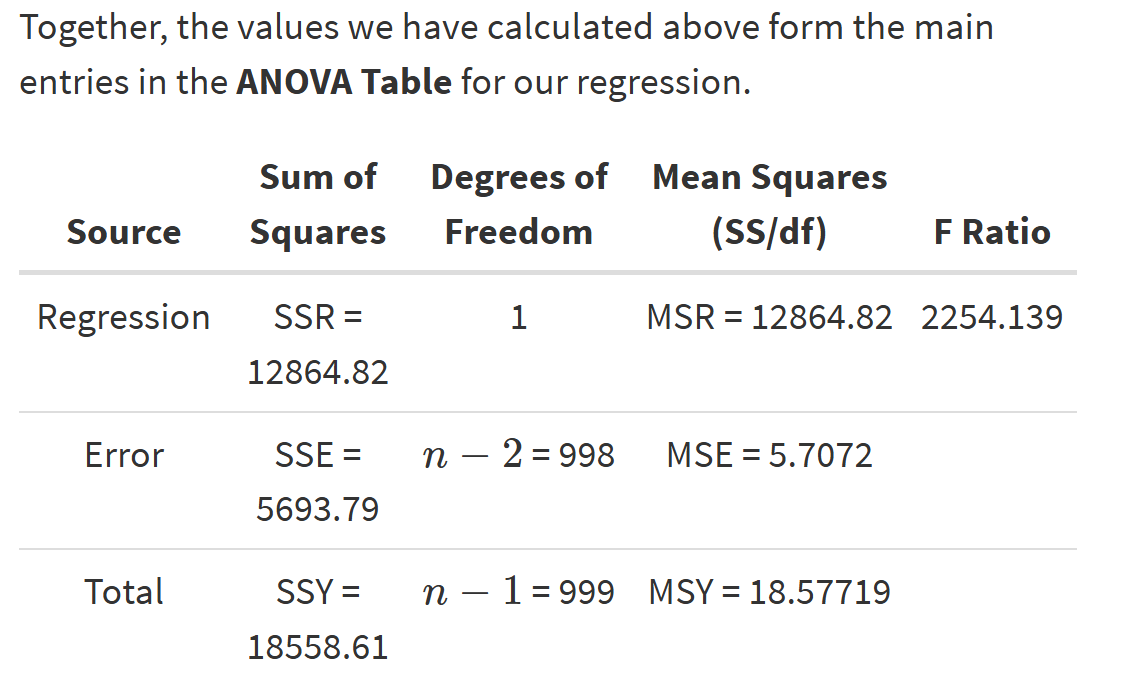 Together, the values we have calculated above form the main
entries in the ANOVA Table for our regression.
Sum of Degrees of Mean Squares
Source Squares Freedom (SS/df) F Ratio
Regression SSR = 1 MSR = 12864.82 2254.139
12864.82
Error SSE = n − 2 = 998 MSE = 5.7072
5693.79
Total SSY = n − 1 = 999 MSY = 18.57719
18558.61